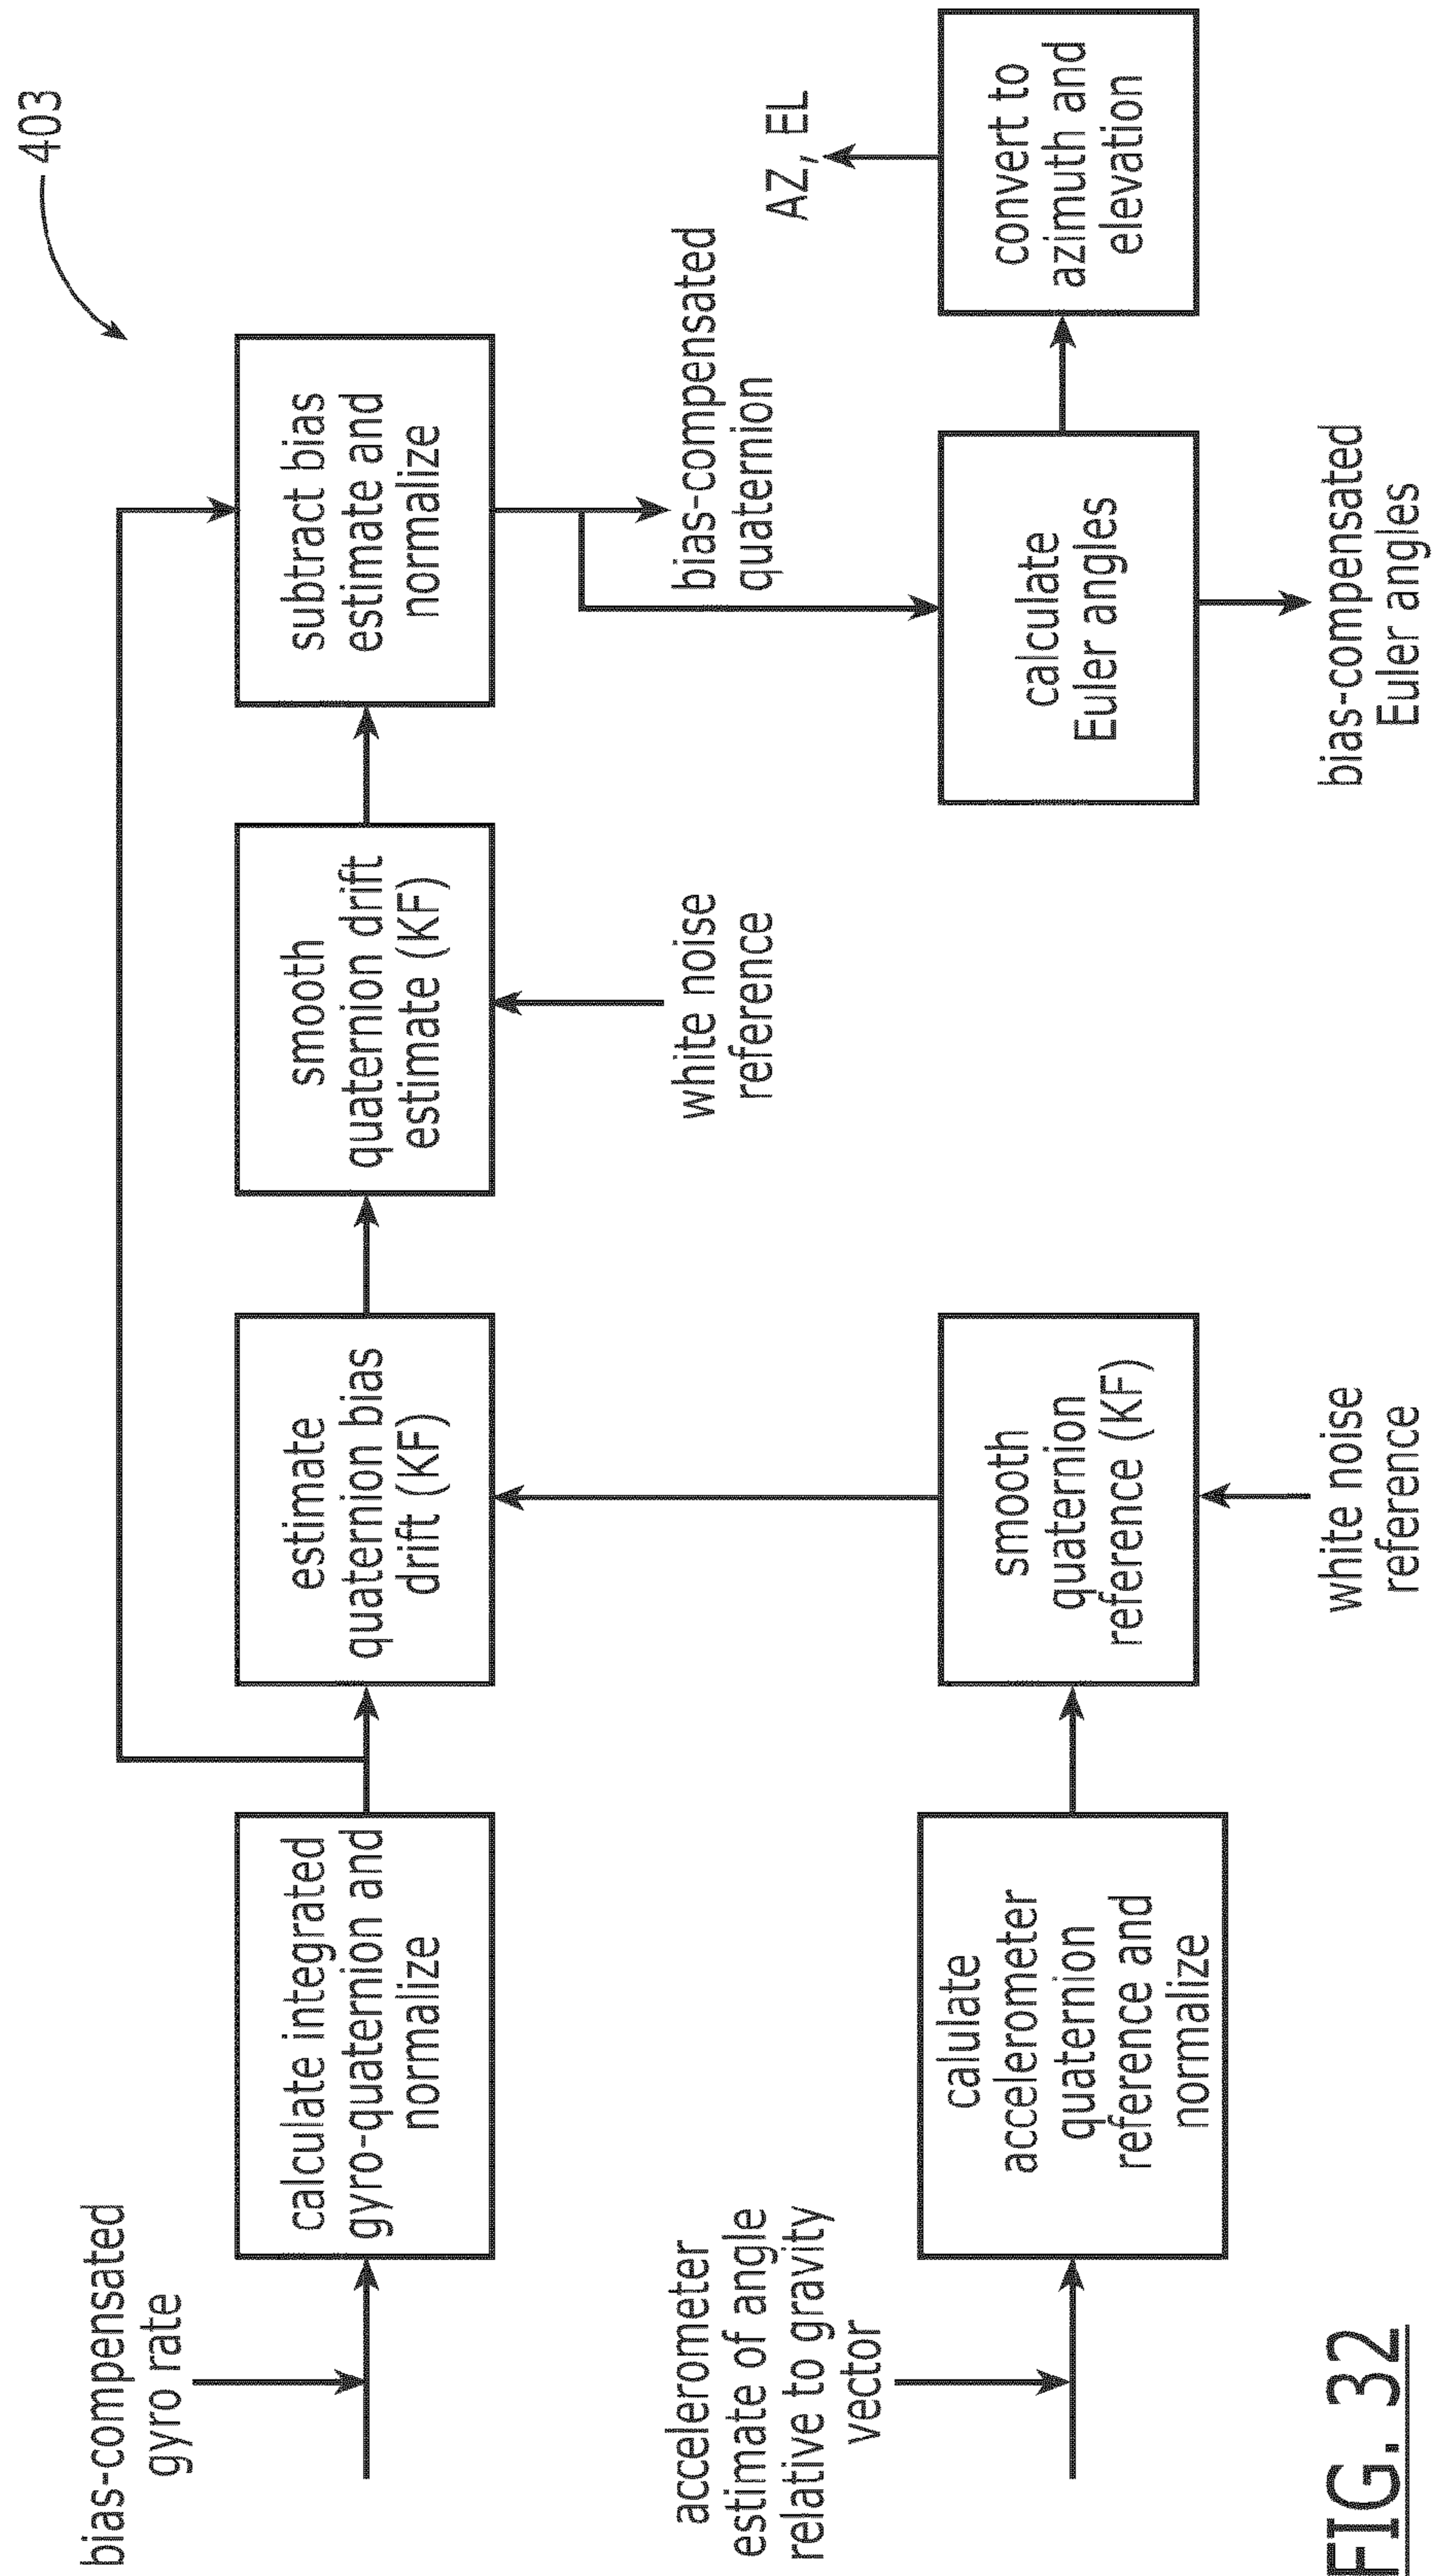 403
bias-compensated
gyro rate
calculate integrated
gyro-quaternion and
normalize
estimate
quaternion bias
drift (KF)
smooth
quaternion drift
estimate (KF)
subtract bias
estimate and
normalize
white noise
reference
bias-compensated
quaternion
AZ, EL
accelerometer
estimate of angle
relative to gravity
vector
calulate
accelerometer
quaternion
reference and
normalize
smooth
quaternion
reference (KF)
calculate
Euler angles
convert to
azimuth and
elevation
white noise
reference
bias-compensated
Euler angles
FIG. 32